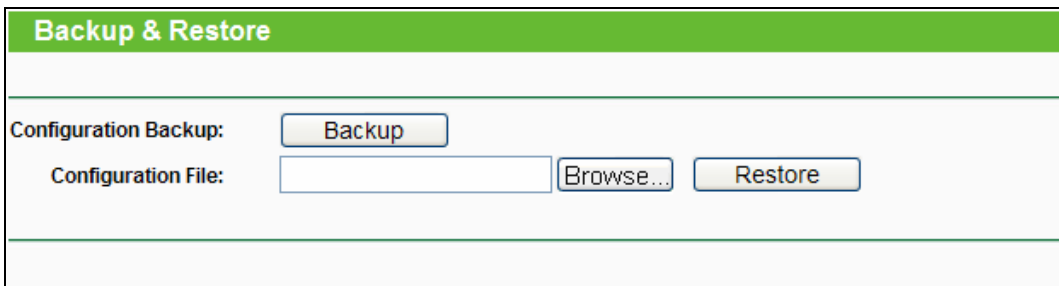 Backup & Restore
Configuration Backup: Backup
Configuration File: Browse... Restore